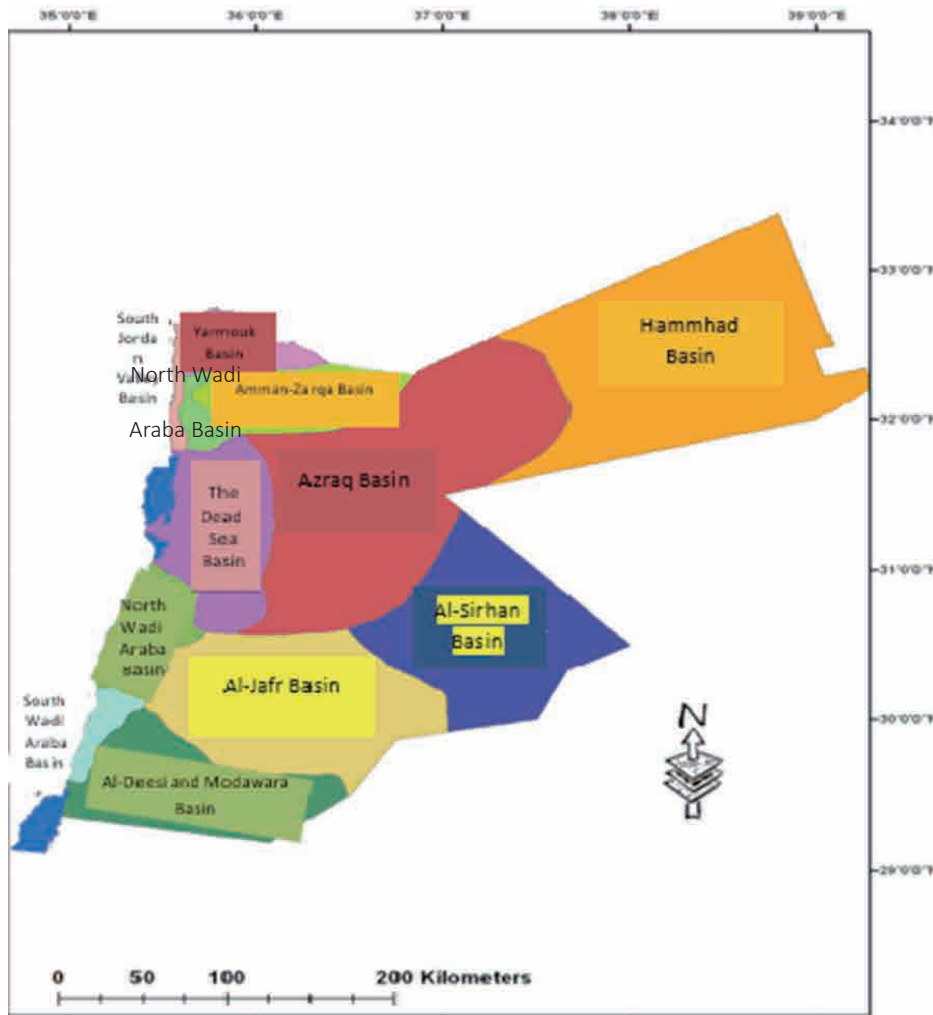 35°0'0"E 36°0'0"E 37°0'0"E 38°0'0"E 39°0'0"E
34°0'0"N
33°0'0"N
32°0'0"N
31°0'0"N
30°0'0"N
29°0'0"N
South
Jorda
n
Valley
Basin
Yarmouk
Basin
North Wadi
Araba Basin
Amman-Zarqa Basin
Hammhad
Basin
Azraq Basin
The
Dead
Sea
Basin
North
Wadi
Araba
Basin
Al-Sirhan
Basin
Al-Jafr Basin
South
Wadi
Araba
Basin
Al-Deesi and Modawara
Basin
N
0 50 100 200 Kilometers